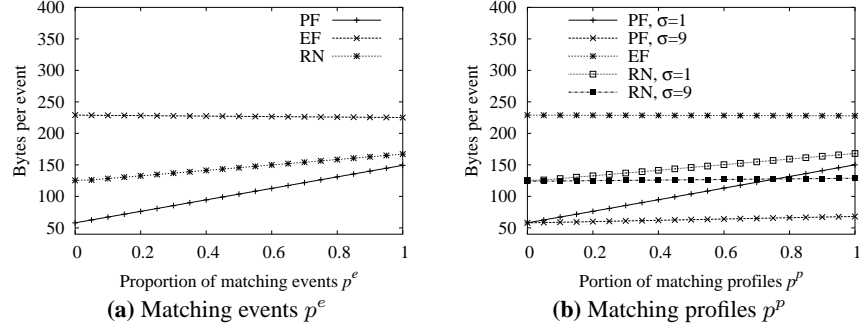 400
350
300
250
200
150
100
50
Bytes per event
PF
EF
RN
0 0.2 0.4 0.6 0.8 1
Proportion of matching events p^e
(a) Matching events p^e
400
350
300
250
200
150
100
50
Bytes per event
PF, σ=1
PF, σ=9
EF
RN, σ=1
RN, σ=9
0 0.2 0.4 0.6 0.8 1
Portion of matching profiles p^p
(b) Matching profiles p^p